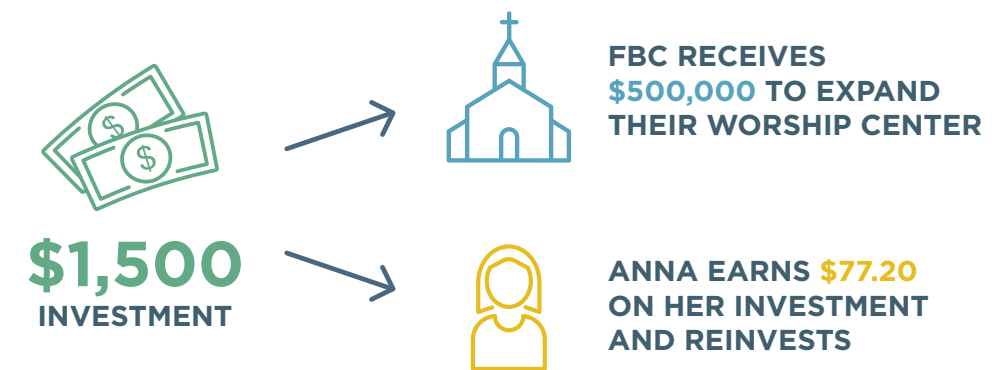 $
$
$1,500
INVESTMENT
FBC RECEIVES
$500,000 TO EXPAND
THEIR WORSHIP CENTER
ANNA EARNS $77.20
ON HER INVESTMENT
AND REINVESTS